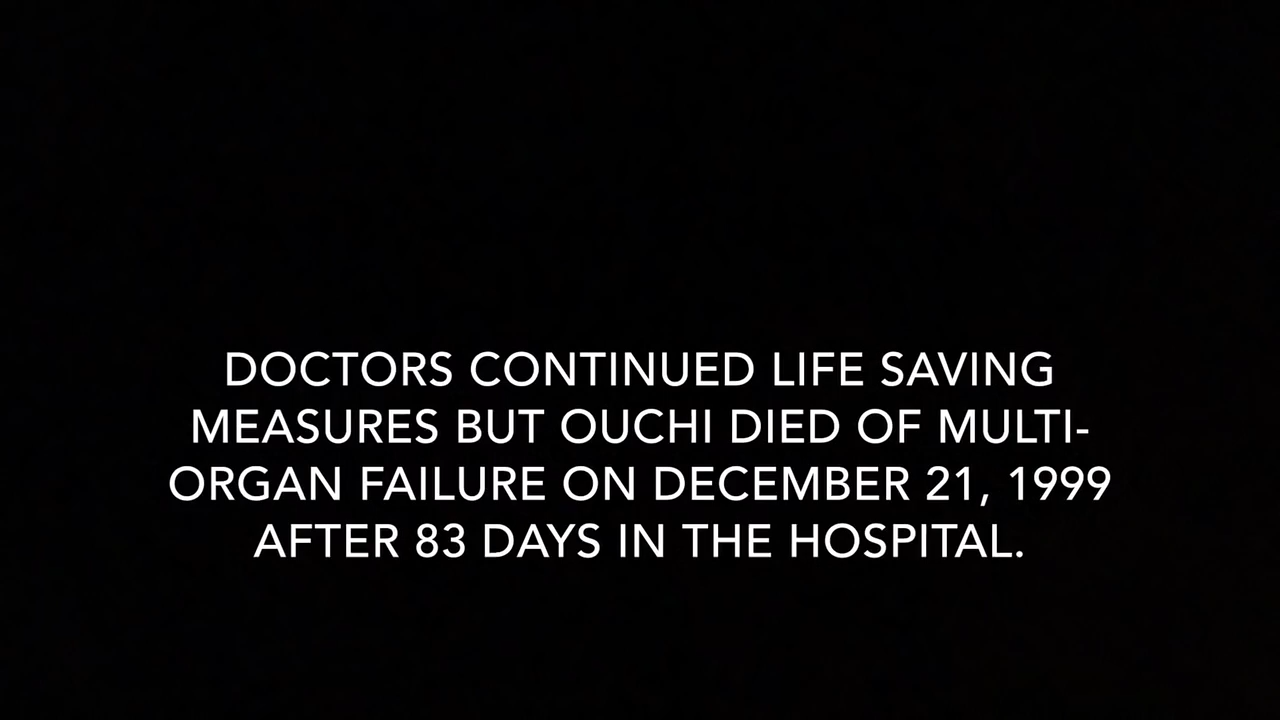 DOCTORS CONTINUED LIFE SAVING
MEASURES BUT OUCHI DIED OF MULTI-
ORGAN FAILURE ON DECEMBER 21, 1999
AFTER 83 DAYS IN THE HOSPITAL.